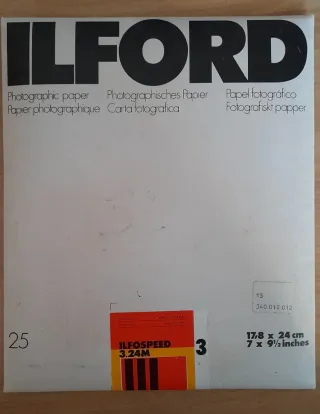 ILFORD
Photographic paper Photographisches Papier Papel fotográfico
Papier photographique Carta fotografica Fotografiskt papper
25
ILFOSPEED
3.24M
3
17·8 x 24 cm
7 x 9½ inches